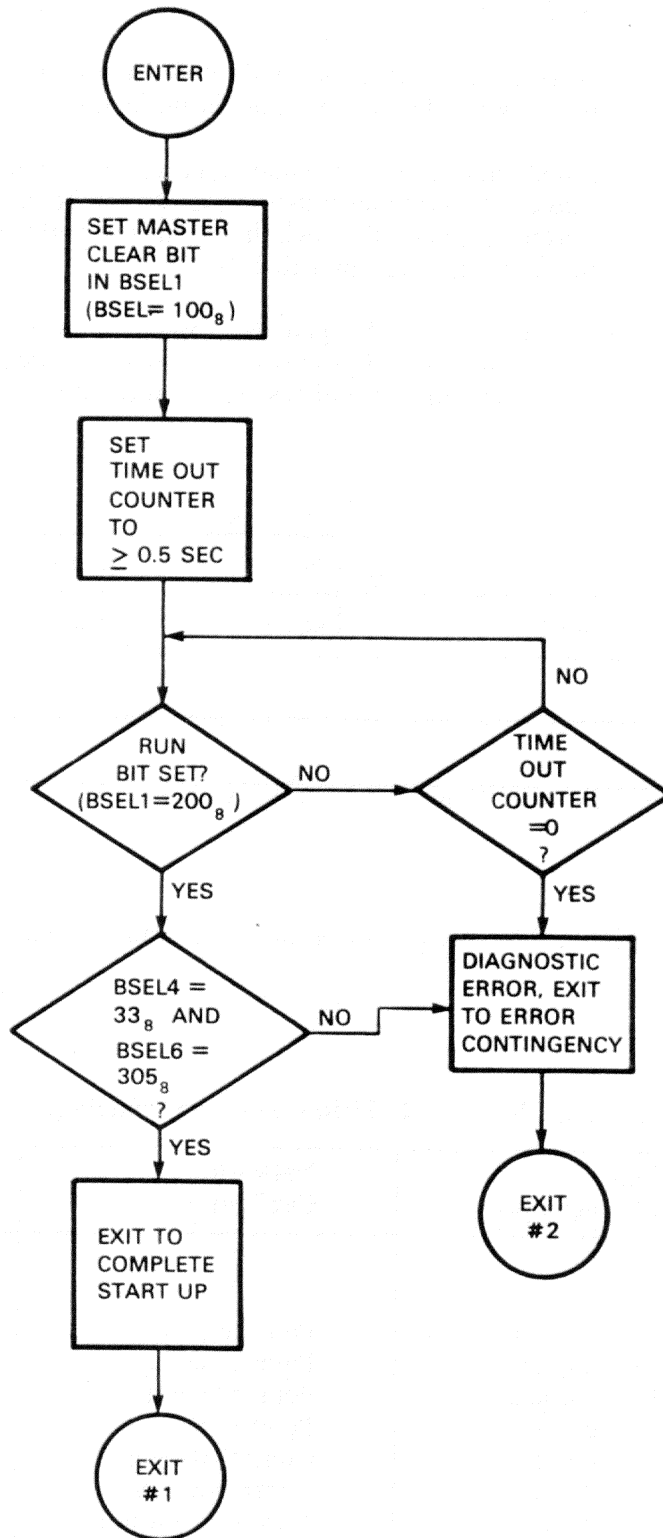 ENTER
SET MASTER
CLEAR BIT
IN BSEL1
(BSEL= 100₈)
SET
TIME OUT
COUNTER
TO
≥ 0.5 SEC
NO
RUN
BIT SET?
(BSEL1=200₈)
NO
TIME
OUT
COUNTER
=0
?
YES
YES
BSEL4 =
33₈ AND
BSEL6 =
305₈
?
NO
DIAGNOSTIC
ERROR, EXIT
TO ERROR
CONTINGENCY
YES
EXIT TO
COMPLETE
START UP
EXIT
#2
EXIT
#1